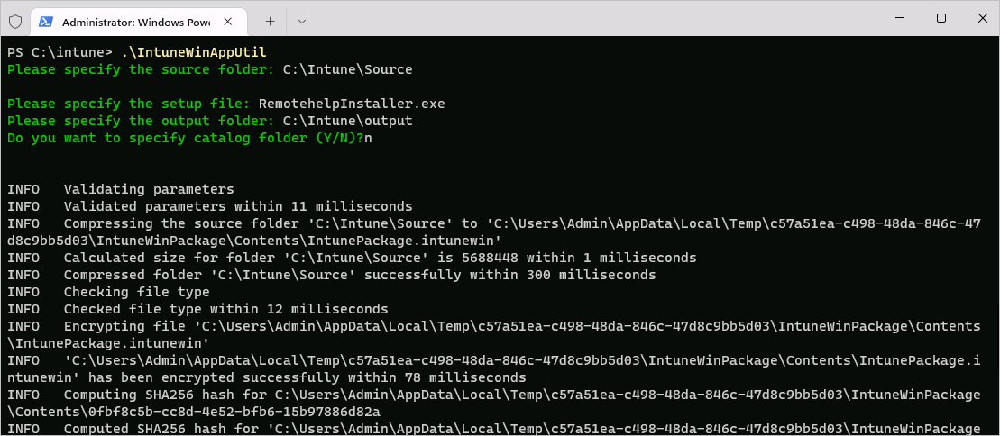 Administrator: Windows Powe
PS C:\intune> .\IntuneWinAppUtil
Please specify the source folder: C:\Intune\Source
Please specify the setup file: RemotehelpInstaller.exe
Please specify the output folder: C:\Intune\output
Do you want to specify catalog folder (Y/N)?n
INFO   Validating parameters
INFO   Validated parameters within 11 milliseconds
INFO   Compressing the source folder 'C:\Intune\Source' to 'C:\Users\Admin\AppData\Local\Temp\c57a51ea-c498-48da-846c-47
d8c9bb5d03\IntuneWinPackage\Contents\IntunePackage.intunewin'
INFO   Calculated size for folder 'C:\Intune\Source' is 5688448 within 1 milliseconds
INFO   Compressed folder 'C:\Intune\Source' successfully within 300 milliseconds
INFO   Checking file type
INFO   Checked file type within 12 milliseconds
INFO   Encrypting file 'C:\Users\Admin\AppData\Local\Temp\c57a51ea-c498-48da-846c-47d8c9bb5d03\IntuneWinPackage\Contents
\IntunePackage.intunewin'
INFO   'C:\Users\Admin\AppData\Local\Temp\c57a51ea-c498-48da-846c-47d8c9bb5d03\IntuneWinPackage\Contents\IntunePackage.i
ntunewin' has been encrypted successfully within 78 milliseconds
INFO   Computing SHA256 hash for C:\Users\Admin\AppData\Local\Temp\c57a51ea-c498-48da-846c-47d8c9bb5d03\IntuneWinPackage
\Contents\0fbf8c5b-cc8d-4e52-bfb6-15b97886d82a
INFO   Computed SHA256 hash for 'C:\Users\Admin\AppData\Local\Temp\c57a51ea-c498-48da-846c-47d8c9bb5d03\IntuneWinPackage